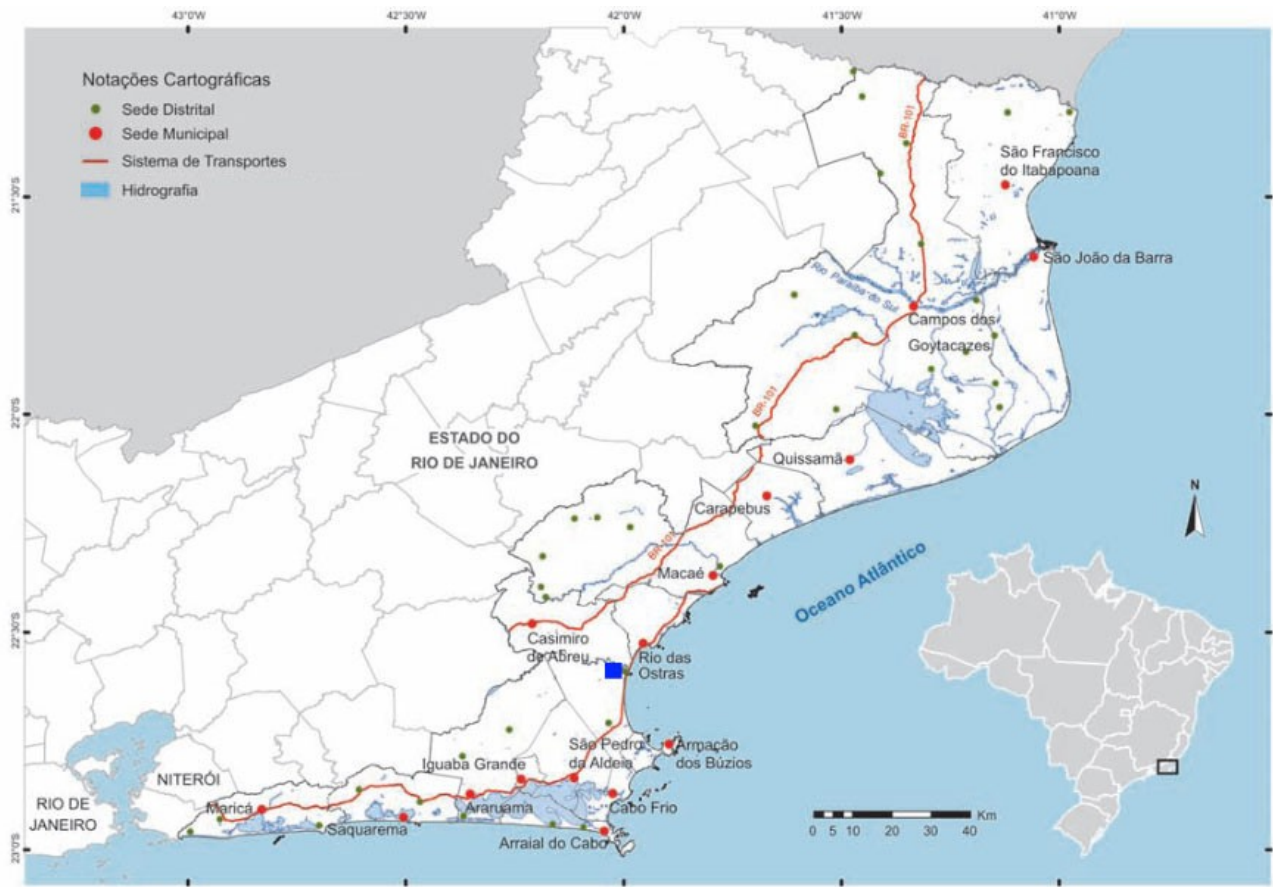 43°0'W
42°30'W
42°0'W
41°30'W
41°0'W
Notações Cartográficas
Sede Distrital
Sede Municipal
Sistema de Transportes
Hidrografia
BR-101
São Francisco
do Itabapoana
21°30'S
São João da Barra
Rio Paraíba do Sul
Campos dos
Goytacazes
BR-101
22°0'S
ESTADO DO
RIO DE JANEIRO
Quissamã
Carapebus
N
BR-101
Macaé
Oceano Atlântico
22°30'S
Casimiro
de Abreu
Rio das
Ostras
São Pedro
da Aldeia
Armação
dos Búzios
Iguaba Grande
NITERÓI
RIO DE
JANEIRO
Maricá
Araruama
Cabo Frio
Saquarema
Arraial do Cabo
0 5 10 20 30 40 Km
23°0'S